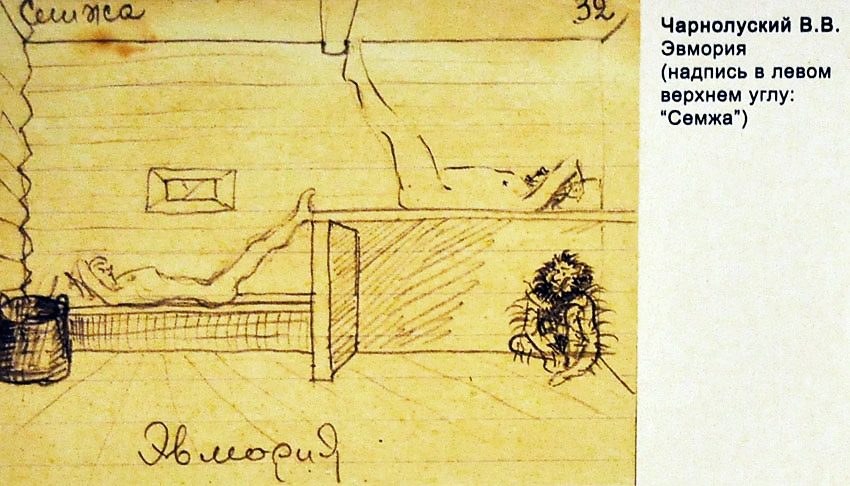 Семжа
32
Эвмория
Чарнолуский В.В.
Эвмория
(надпись в левом
верхнем углу:
“Семжа”)